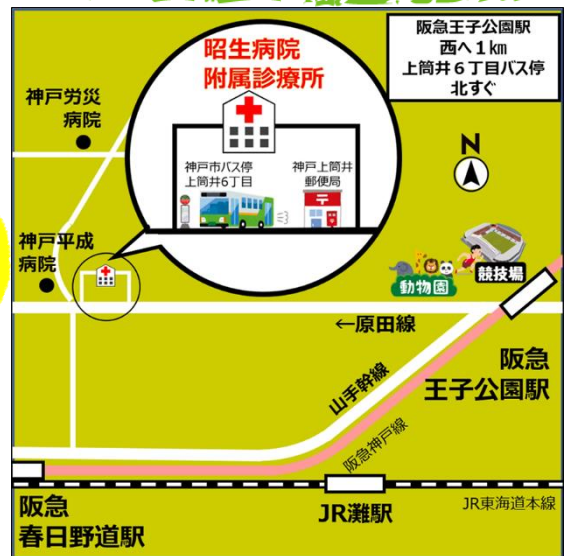 阪急王子公園駅
西へ１km
上筒井６丁目バス停
北すぐ
昭生病院
附属診療所
神戸労災
病院
神戸市バス停
上筒井6丁目
神戸上筒井
郵便局
N
神戸平成
病院
動物園
競技場
←原田線
阪急
王子公園駅
山手幹線
阪急神戸線
阪急
春日野道駅
JR灘駅
JR東海道本線